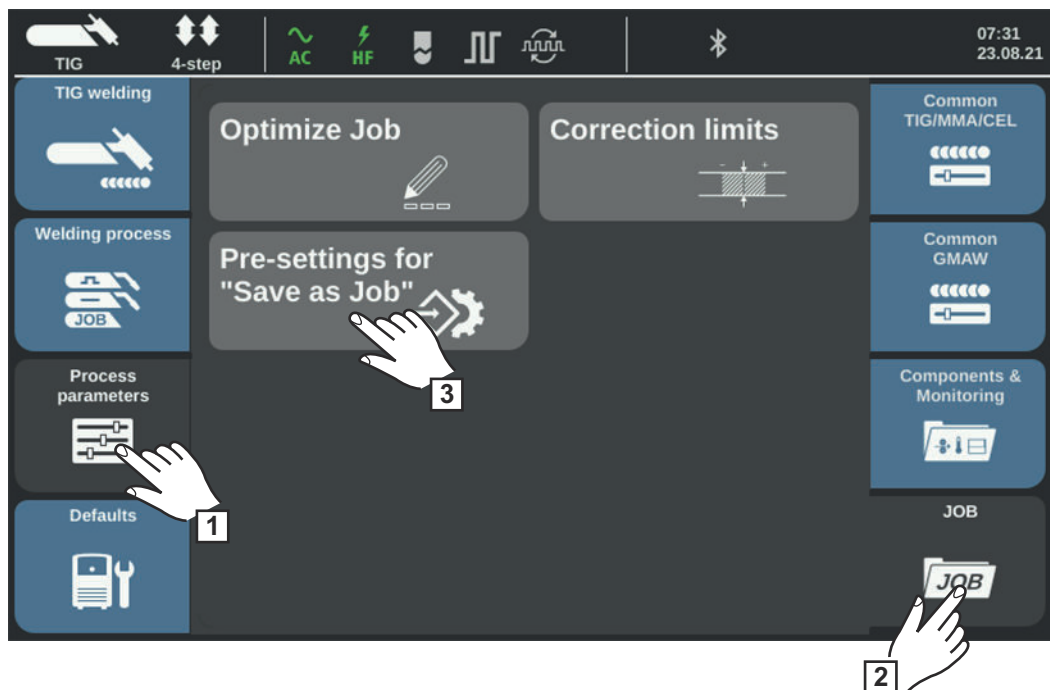 TIG
4-step
AC
HF
07:31
23.08.21
TIG welding
Welding process
JOB
Process
parameters
Defaults
Optimize Job
Correction limits
- +
Pre-settings for
"Save as Job"
Common
TIG/MMA/CEL
Common
GMAW
Components &
Monitoring
JOB
JOB
1
2
3